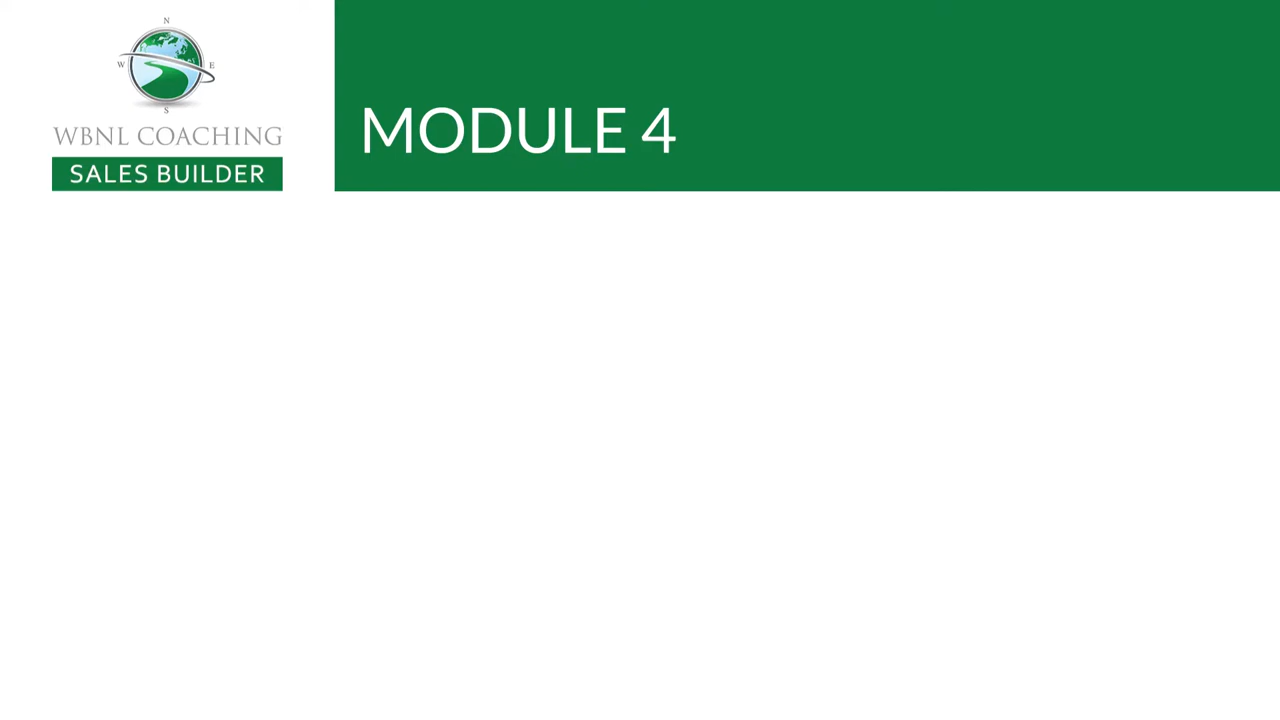 N
W E
S
WBNL COACHING
SALES BUILDER
MODULE 4